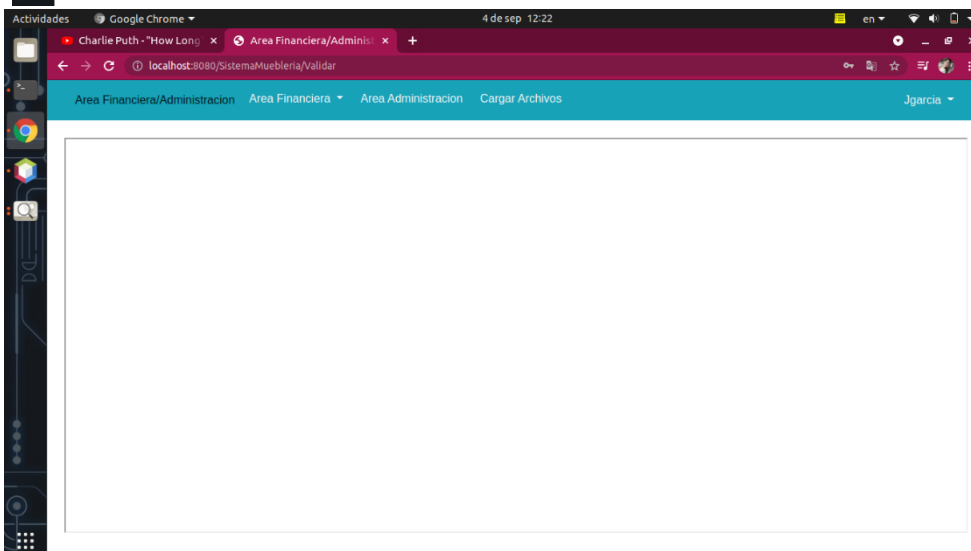 Actividades Google Chrome 4 de sep 12:22 en
Charlie Puth - "How Long" Area Financiera/Administ
localhost:8080/SistemaMuebleria/Validar
Area Financiera/Administracion Area Financiera Area Administracion Cargar Archivos Jgarcia